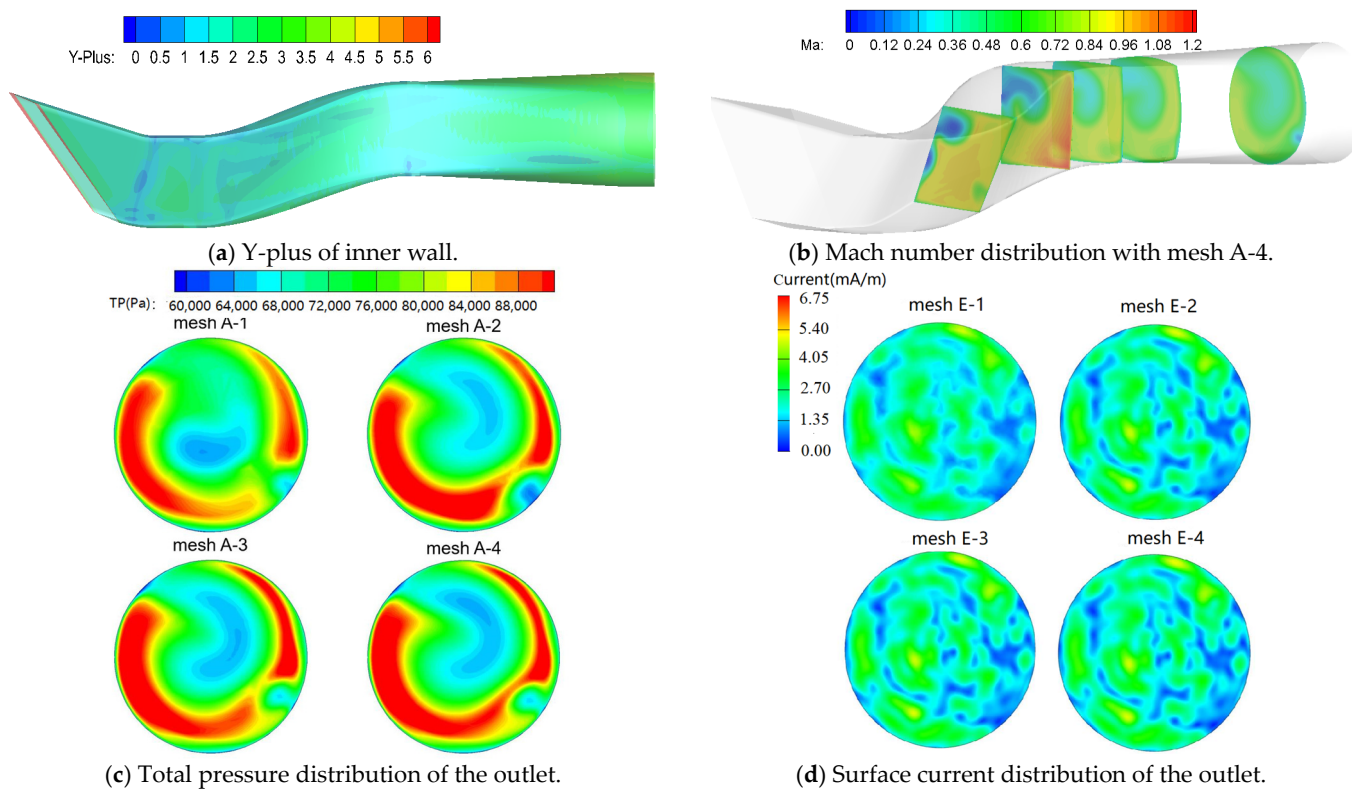 Y-Plus: 0 0.5 1 1.5 2 2.5 3 3.5 4 4.5 5 5.5 6
Ma: 0 0.12 0.24 0.36 0.48 0.6 0.72 0.84 0.96 1.08 1.2
(a) Y-plus of inner wall.
(b) Mach number distribution with mesh A-4.
TP(Pa): 60,000 64,000 68,000 72,000 76,000 80,000 84,000 88,000
mesh A-1
mesh A-2
mesh A-3
mesh A-4
Current(mA/m)
6.75
5.40
4.05
2.70
1.35
0.00
mesh E-1
mesh E-2
mesh E-3
mesh E-4
(c) Total pressure distribution of the outlet.
(d) Surface current distribution of the outlet.